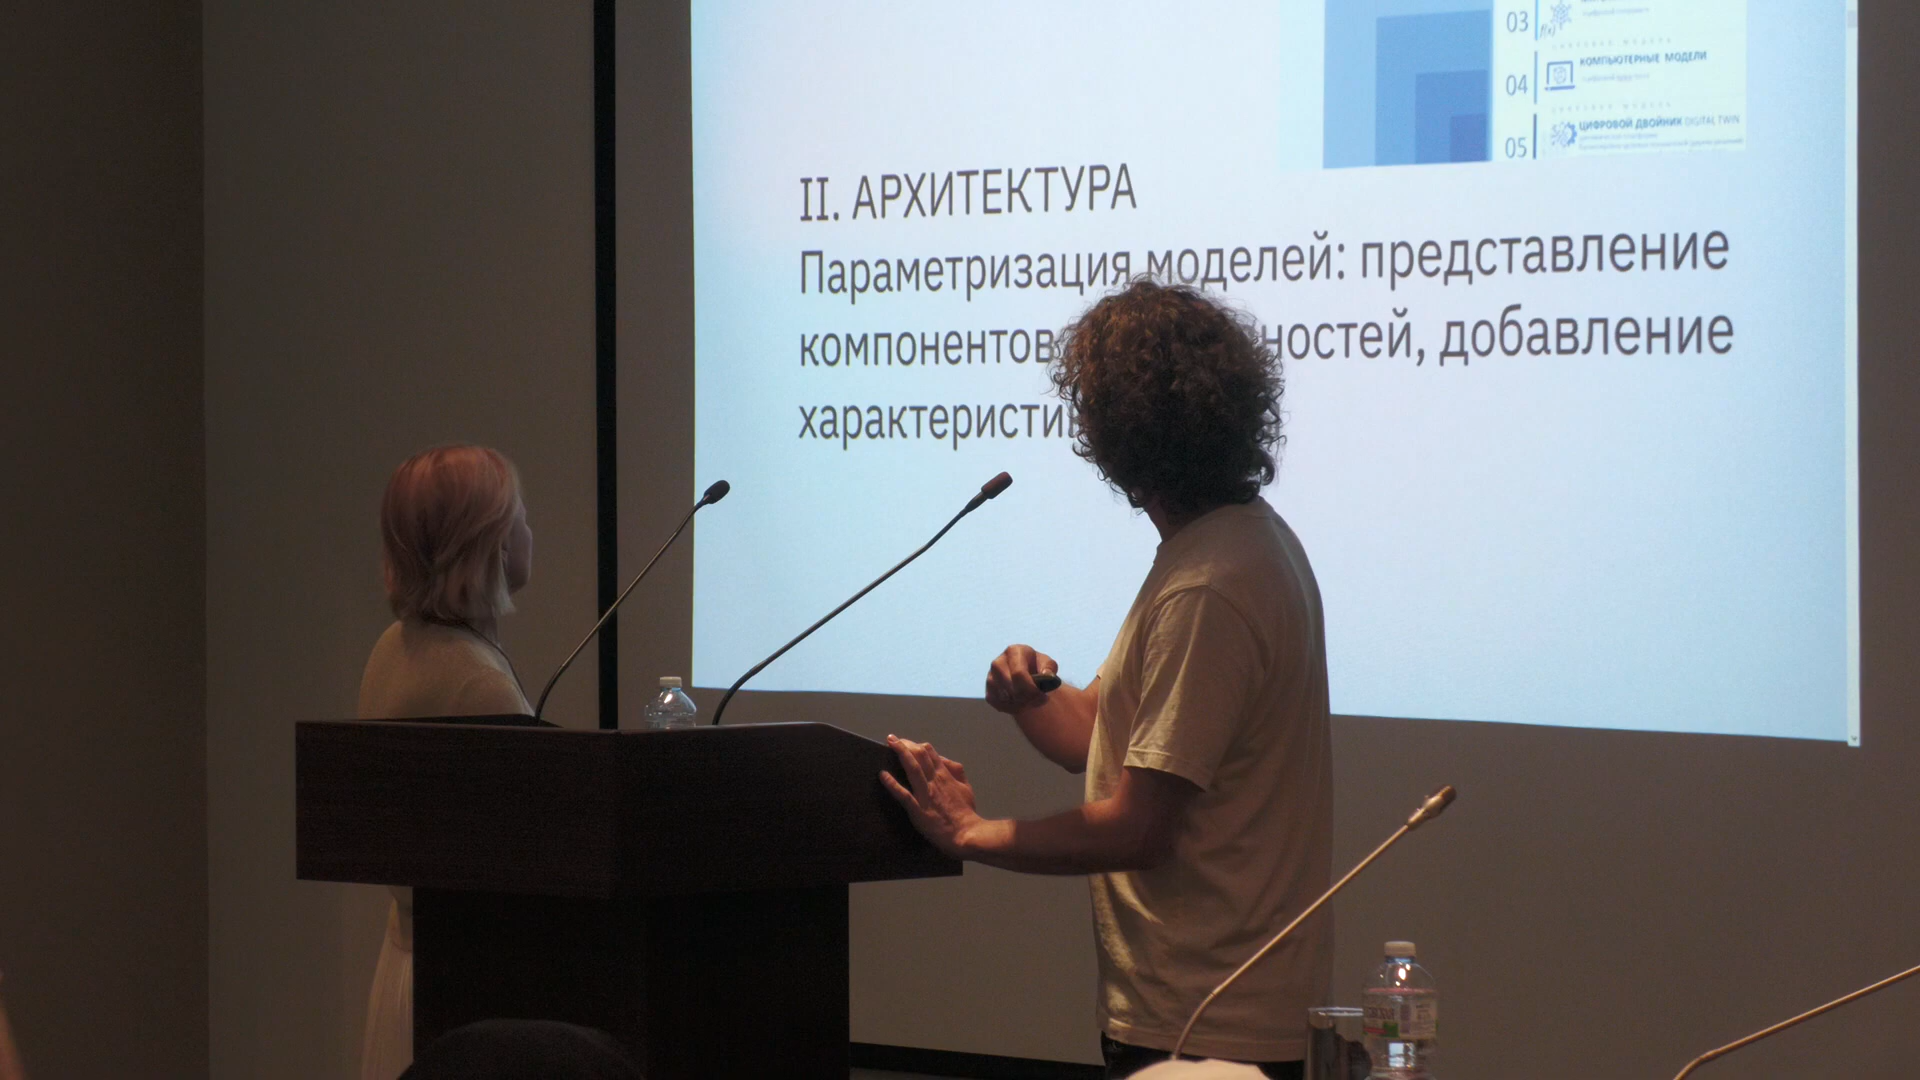 03
04
КОМПЬЮТЕРНЫЕ МОДЕЛИ
05
ЦИФРОВОЙ ДВОЙНИК DIGITAL TWIN
II. АРХИТЕКТУРА
Параметризация моделей: представление
компонентов ностей, добавление
характеристи